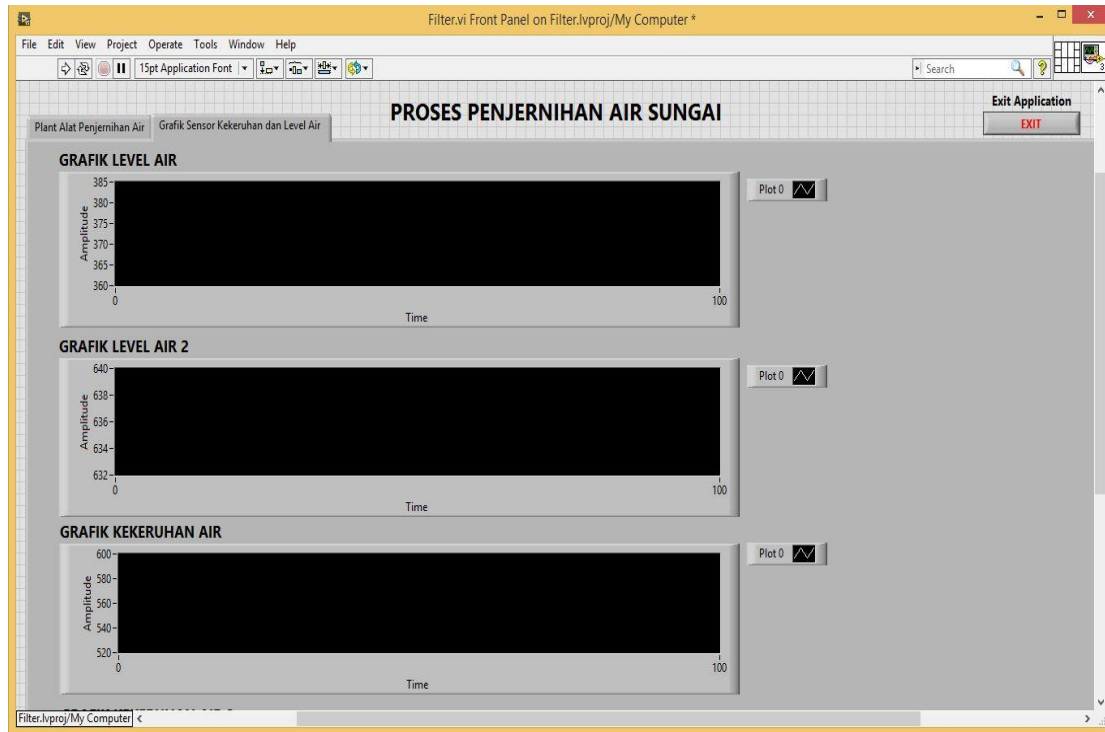 Filter.vi Front Panel on Filter.lvproj/My Computer *
File Edit View Project Operate Tools Window Help
15pt Application Font
Search
3
PROSES PENJERNIHAN AIR SUNGAI
Exit Application
EXIT
Plant Alat Penjernihan Air
Grafik Sensor Kekeruhan dan Level Air
GRAFIK LEVEL AIR
385
380
375
370
365
360
Amplitude
0
100
Time
Plot 0
GRAFIK LEVEL AIR 2
640
638
636
634
632
Amplitude
0
100
Time
Plot 0
GRAFIK KEKERUHAN AIR
600
580
560
540
520
Amplitude
0
100
Time
Plot 0
Filter.lvproj/My Computer